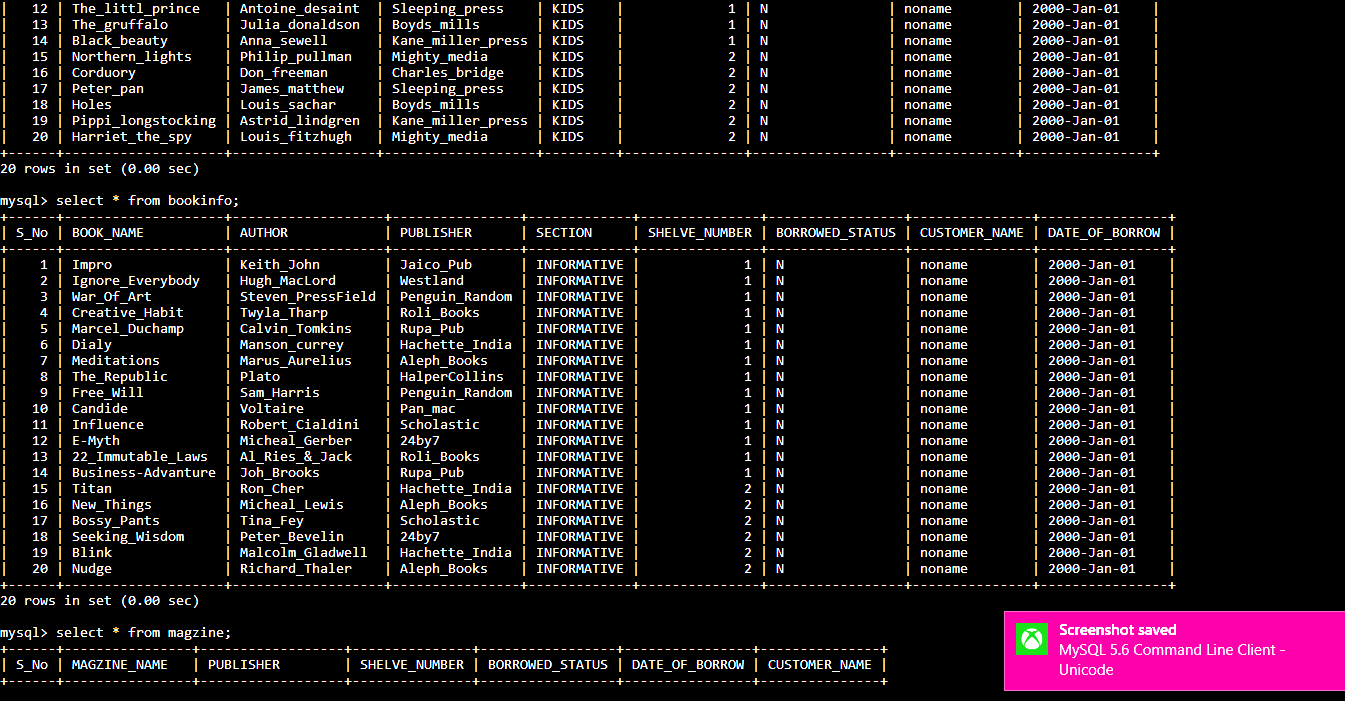 |   12 | The_littl_prince   | Antoine_desaint  | Sleeping_press    | KIDS    |             1 | N               | noname        | 2000-Jan-01    |
|   13 | The_gruffalo       | Julia_donaldson  | Boyds_mills       | KIDS    |             1 | N               | noname        | 2000-Jan-01    |
|   14 | Black_beauty       | Anna_sewell      | Kane_miller_press | KIDS    |             1 | N               | noname        | 2000-Jan-01    |
|   15 | Northern_lights    | Philip_pullman   | Mighty_media      | KIDS    |             2 | N               | noname        | 2000-Jan-01    |
|   16 | Corduory           | Don_freeman      | Charles_bridge    | KIDS    |             2 | N               | noname        | 2000-Jan-01    |
|   17 | Peter_pan          | James_matthew    | Sleeping_press    | KIDS    |             2 | N               | noname        | 2000-Jan-01    |
|   18 | Holes              | Louis_sachar     | Boyds_mills       | KIDS    |             2 | N               | noname        | 2000-Jan-01    |
|   19 | Pippi_longstocking | Astrid_lindgren  | Kane_miller_press | KIDS    |             2 | N               | noname        | 2000-Jan-01    |
|   20 | Harriet_the_spy    | Louis_fitzhugh   | Mighty_media      | KIDS    |             2 | N               | noname        | 2000-Jan-01    |
20 rows in set (0.00 sec)
mysql> select * from bookinfo;
| S_No | BOOK_NAME          | AUTHOR            | PUBLISHER      | SECTION     | SHELVE_NUMBER | BORROWED_STATUS | CUSTOMER_NAME | DATE_OF_BORROW |
|    1 | Impro              | Keith_John        | Jaico_Pub      | INFORMATIVE |             1 | N               | noname        | 2000-Jan-01    |
|    2 | Ignore_Everybody   | Hugh_MacLord      | Westland       | INFORMATIVE |             1 | N               | noname        | 2000-Jan-01    |
|    3 | War_Of_Art         | Steven_PressField | Penguin_Random | INFORMATIVE |             1 | N               | noname        | 2000-Jan-01    |
|    4 | Creative_Habit     | Twyla_Tharp       | Roli_Books     | INFORMATIVE |             1 | N               | noname        | 2000-Jan-01    |
|    5 | Marcel_Duchamp     | Calvin_Tomkins    | Rupa_Pub       | INFORMATIVE |             1 | N               | noname        | 2000-Jan-01    |
|    6 | Dialy              | Manson_currey     | Hachette_India | INFORMATIVE |             1 | N               | noname        | 2000-Jan-01    |
|    7 | Meditations        | Marus_Aurelius    | Aleph_Books    | INFORMATIVE |             1 | N               | noname        | 2000-Jan-01    |
|    8 | The_Republic       | Plato             | HalperCollins  | INFORMATIVE |             1 | N               | noname        | 2000-Jan-01    |
|    9 | Free_Will          | Sam_Harris        | Penguin_Random | INFORMATIVE |             1 | N               | noname        | 2000-Jan-01    |
|   10 | Candide            | Voltaire          | Pan_mac        | INFORMATIVE |             1 | N               | noname        | 2000-Jan-01    |
|   11 | Influence          | Robert_Cialdini   | Scholastic     | INFORMATIVE |             1 | N               | noname        | 2000-Jan-01    |
|   12 | E-Myth             | Micheal_Gerber    | 24by7          | INFORMATIVE |             1 | N               | noname        | 2000-Jan-01    |
|   13 | 22_Immutable_Laws  | Al_Ries_&_Jack    | Roli_Books     | INFORMATIVE |             1 | N               | noname        | 2000-Jan-01    |
|   14 | Business-Advanture | Joh_Brooks        | Rupa_Pub       | INFORMATIVE |             1 | N               | noname        | 2000-Jan-01    |
|   15 | Titan              | Ron_Cher          | Hachette_India | INFORMATIVE |             2 | N               | noname        | 2000-Jan-01    |
|   16 | New_Things         | Micheal_Lewis     | Aleph_Books    | INFORMATIVE |             2 | N               | noname        | 2000-Jan-01    |
|   17 | Bossy_Pants        | Tina_Fey          | Scholastic     | INFORMATIVE |             2 | N               | noname        | 2000-Jan-01    |
|   18 | Seeking_Wisdom     | Peter_Bevelin     | 24by7          | INFORMATIVE |             2 | N               | noname        | 2000-Jan-01    |
|   19 | Blink              | Malcolm_Gladwell  | Hachette_India | INFORMATIVE |             2 | N               | noname        | 2000-Jan-01    |
|   20 | Nudge              | Richard_Thaler    | Aleph_Books    | INFORMATIVE |             2 | N               | noname        | 2000-Jan-01    |
20 rows in set (0.00 sec)
mysql> select * from magzine;
| S_No | MAGZINE_NAME | PUBLISHER | SHELVE_NUMBER | BORROWED_STATUS | DATE_OF_BORROW | CUSTOMER_NAME |
Screenshot saved
MySQL 5.6 Command Line Client -
Unicode